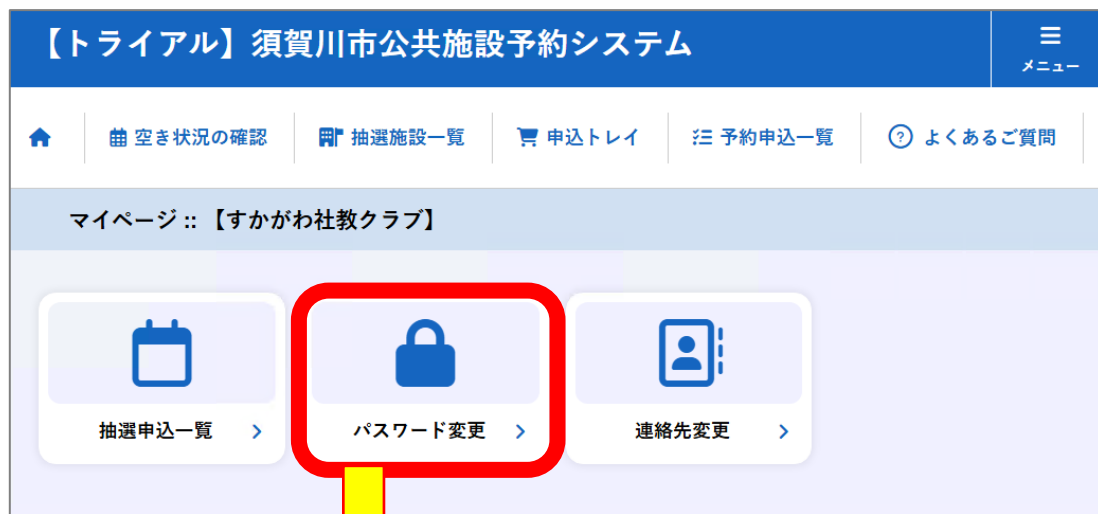 【トライアル】須賀川市公共施設予約システム
メニュー
空き状況の確認 抽選施設一覧 申込トレイ 予約申込一覧 ? よくあるご質問
マイページ :: 【すかがわ社教クラブ】
抽選申込一覧 パスワード変更 連絡先変更